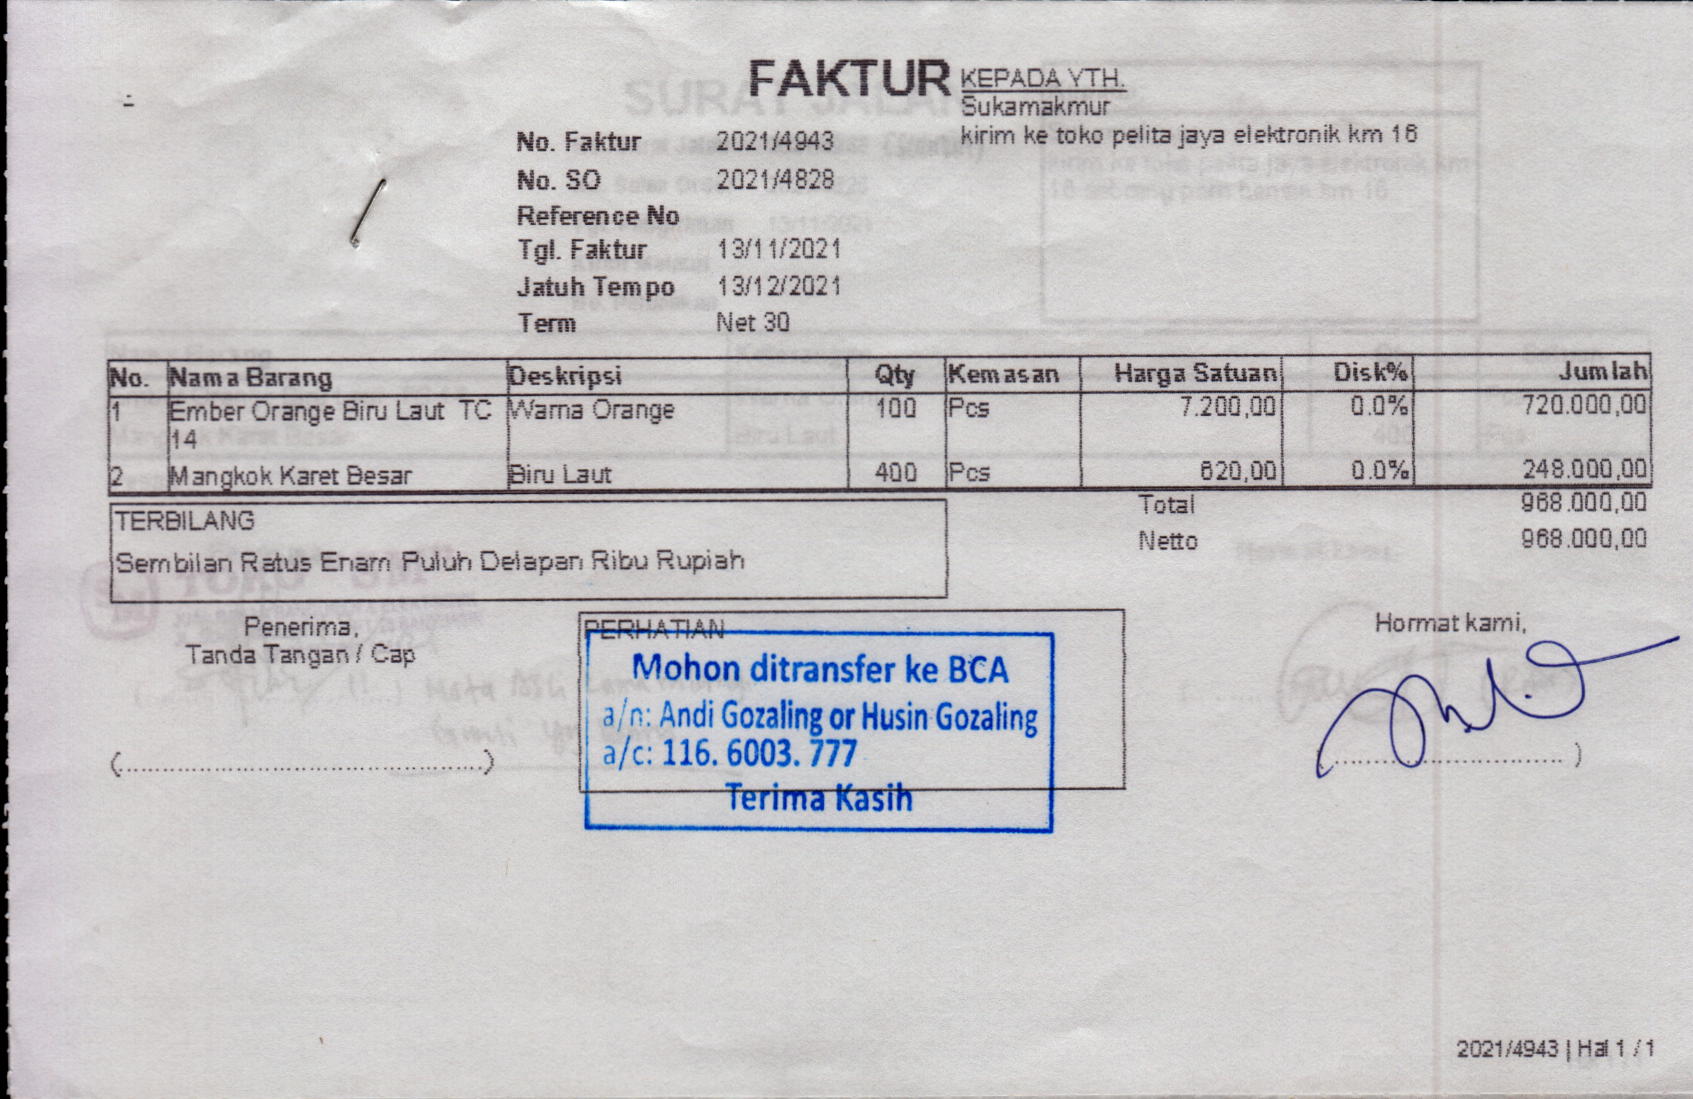 FAKTUR
KEPADA YTH.
Sukamakmur
kirim ke toko pelita jaya elektronik km 16
No. Faktur 2021/4943
No. SO 2021/4828
Reference No
Tgl. Faktur 13/11/2021
Jatuh Tempo 13/12/2021
Term Net 30
No. Nama Barang Deskripsi Qty Kemasan Harga Satuan Disk% Jumlah
1 Ember Orange Biru Laut TC Warna Orange 100 Pcs 7.200,00 0.0% 720.000,00
14
2 Mangkok Karet Besar Biru Laut 400 Pcs 620,00 0.0% 248.000,00
Total 968.000,00
Netto 968.000,00
TERBILANG
Sembilan Ratus Enam Puluh Delapan Ribu Rupiah
Penerima,
Tanda Tangan / Cap
(................................................)
PERHATIAN
Mohon ditransfer ke BCA
a/n: Andi Gozaling or Husin Gozaling
a/c: 116. 6003. 777
Terima Kasih
Hormat kami,
(................................ )
2021/4943 | Hal 1 / 1